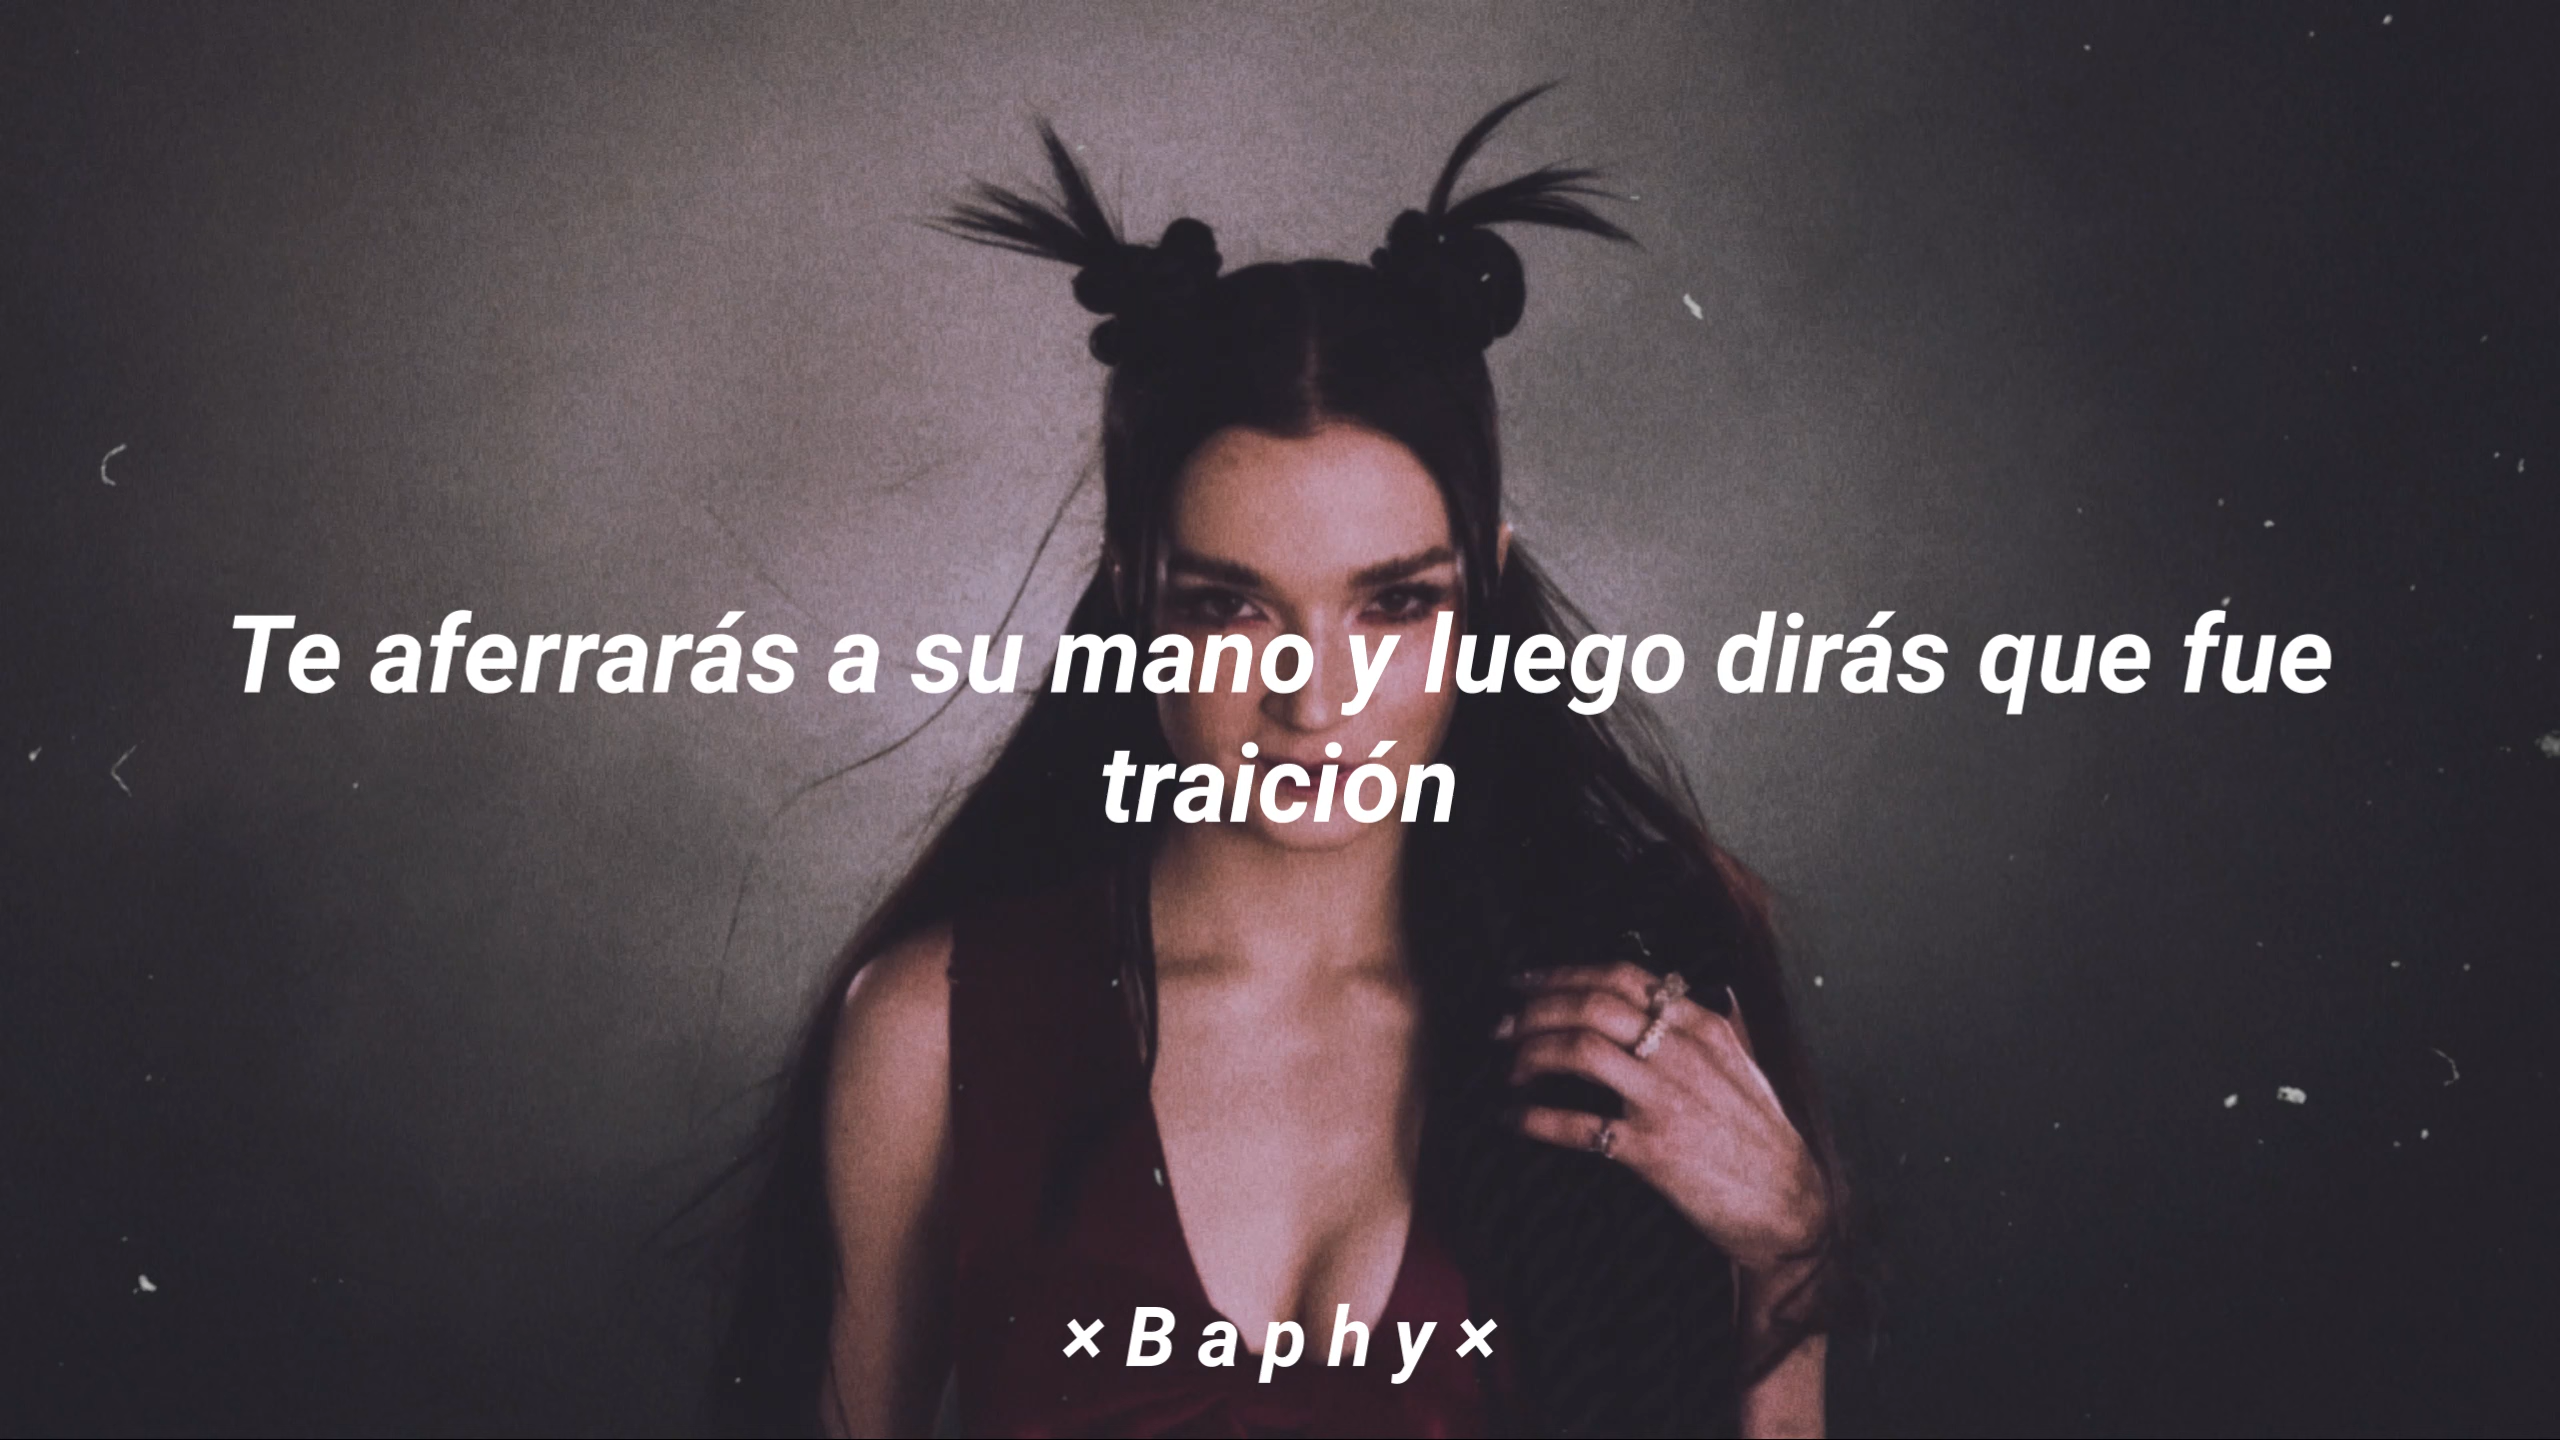 Te aferrarás a su mano y luego dirás que fue
traición
× B a p h y ×